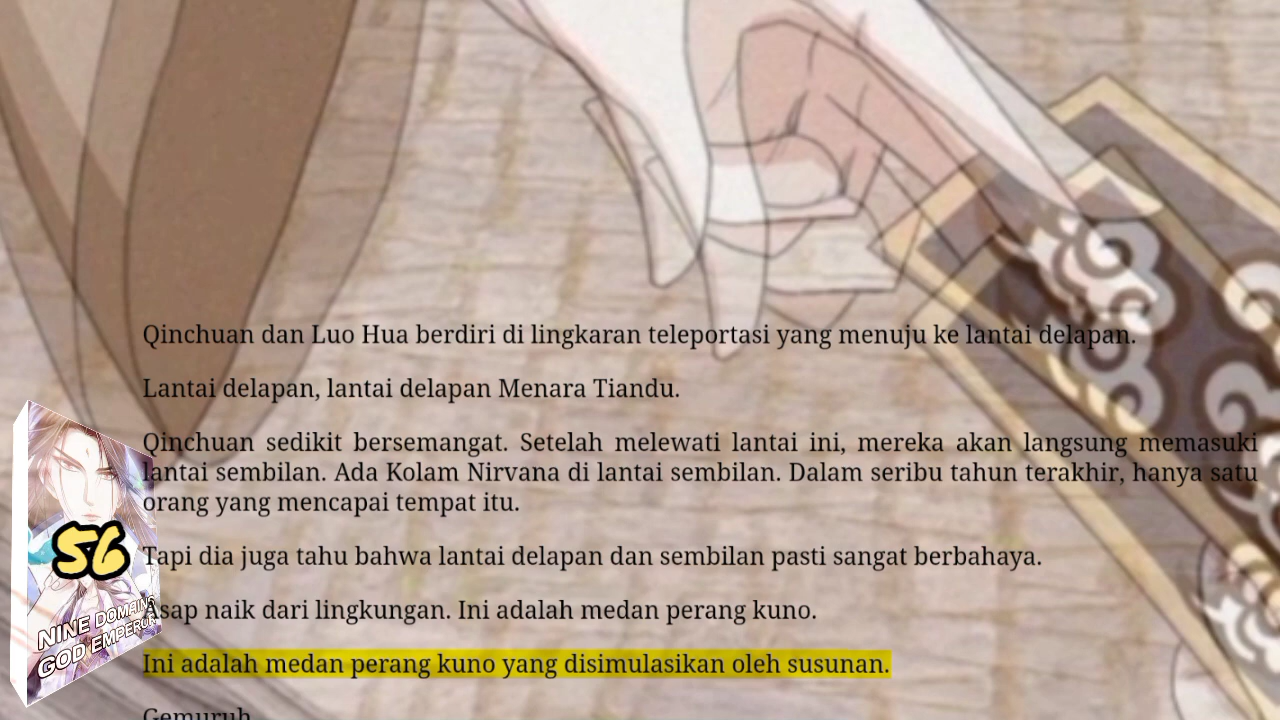 Qinchuan dan Luo Hua berdiri di lingkaran teleportasi yang menuju ke lantai delapan.
Lantai delapan, lantai delapan Menara Tiandu.
Qinchuan sedikit bersemangat. Setelah melewati lantai ini, mereka akan langsung memasuki
lantai sembilan. Ada Kolam Nirvana di lantai sembilan. Dalam seribu tahun terakhir, hanya satu
orang yang mencapai tempat itu.
Tapi dia juga tahu bahwa lantai delapan dan sembilan pasti sangat berbahaya.
Asap naik dari lingkungan. Ini adalah medan perang kuno.
Ini adalah medan perang kuno yang disimulasikan oleh susunan.
Gemuruh
56
NINE DOMAINS
GOD EMPEROR